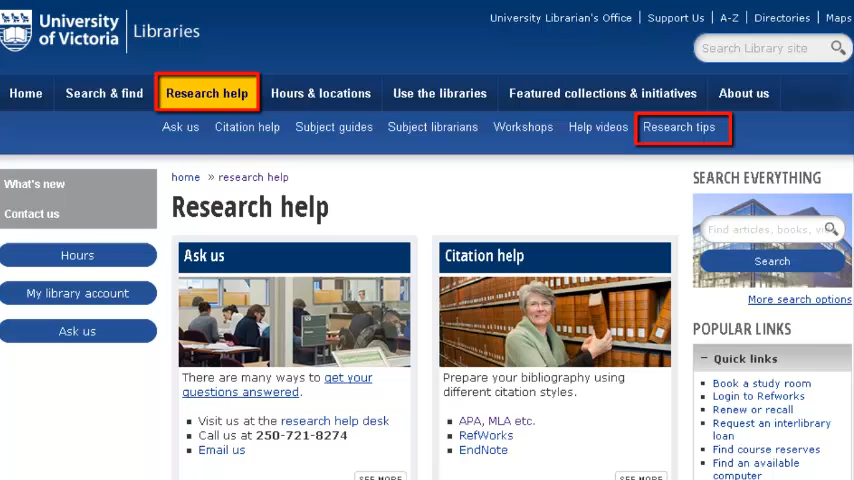 University of Victoria | Libraries
University Librarian's Office | Support Us | A-Z | Directories | Maps
Search Library site
Home
Search & find
Research help
Hours & locations
Use the libraries
Featured collections & initiatives
About us
Ask us
Citation help
Subject guides
Subject librarians
Workshops
Help videos
Research tips
What's new
Contact us
Hours
My library account
Ask us
home » research help
Research help
Ask us
There are many ways to get your
questions answered.
Visit us at the research help desk
Call us at 250-721-8274
Email us
SEE MORE
Citation help
Prepare your bibliography using
different citation styles.
APA, MLA etc.
RefWorks
EndNote
SEE MORE
SEARCH EVERYTHING
Find articles, books,
Search
More search options
POPULAR LINKS
− Quick links
Book a study room
Login to Refworks
Renew or recall
Request an interlibrary
loan
Find course reserves
Find an available
computer